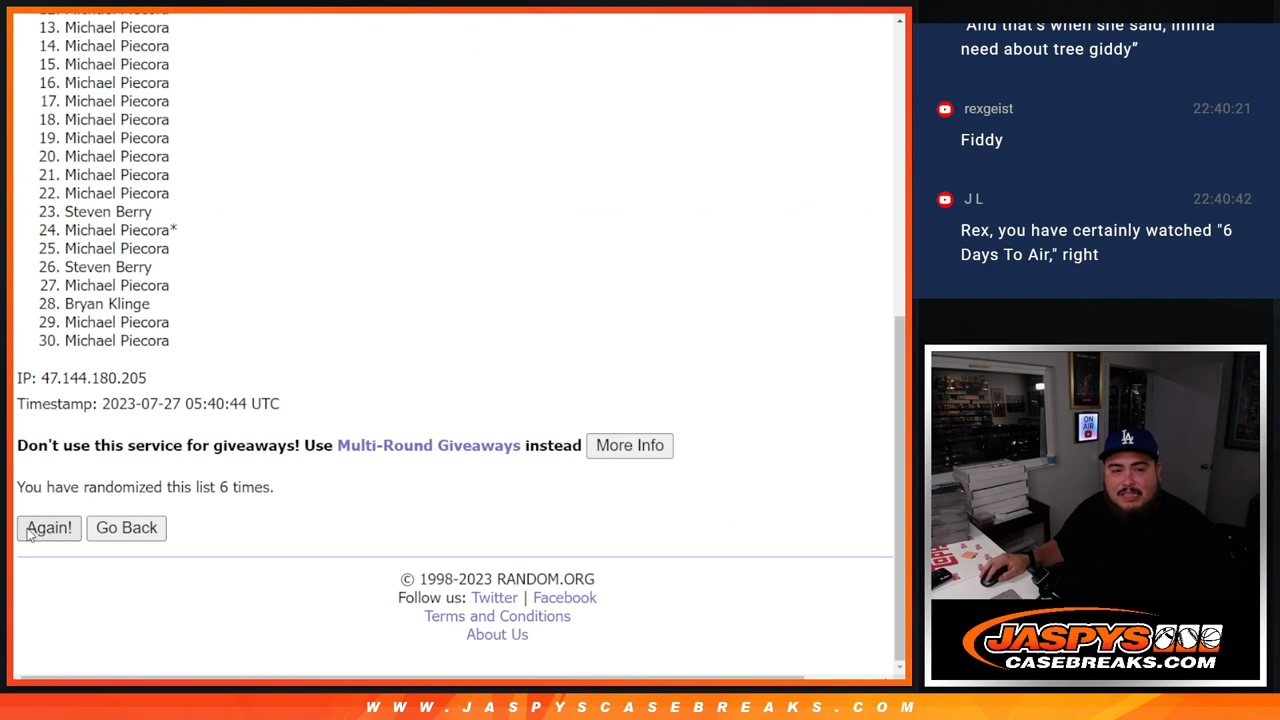 13. Michael Piecora
14. Michael Piecora
15. Michael Piecora
16. Michael Piecora
17. Michael Piecora
18. Michael Piecora
19. Michael Piecora
20. Michael Piecora
21. Michael Piecora
22. Michael Piecora
23. Steven Berry
24. Michael Piecora*
25. Michael Piecora
26. Steven Berry
27. Michael Piecora
28. Bryan Klinge
29. Michael Piecora
30. Michael Piecora
IP: 47.144.180.205
Timestamp: 2023-07-27 05:40:44 UTC
Don't use this service for giveaways! Use Multi-Round Giveaways instead More Info
You have randomized this list 6 times.
Again! Go Back
© 1998-2023 RANDOM.ORG
Follow us: Twitter | Facebook
Terms and Conditions
About Us
"And that's when she said, imma
need about tree giddy”
rexgeist 22:40:21
Fiddy
J L 22:40:42
Rex, you have certainly watched "6
Days To Air," right
ON
AIR
JASPYS
CASEBREAKS.COM
WWW.JASPYSCASEBREAKS.COM